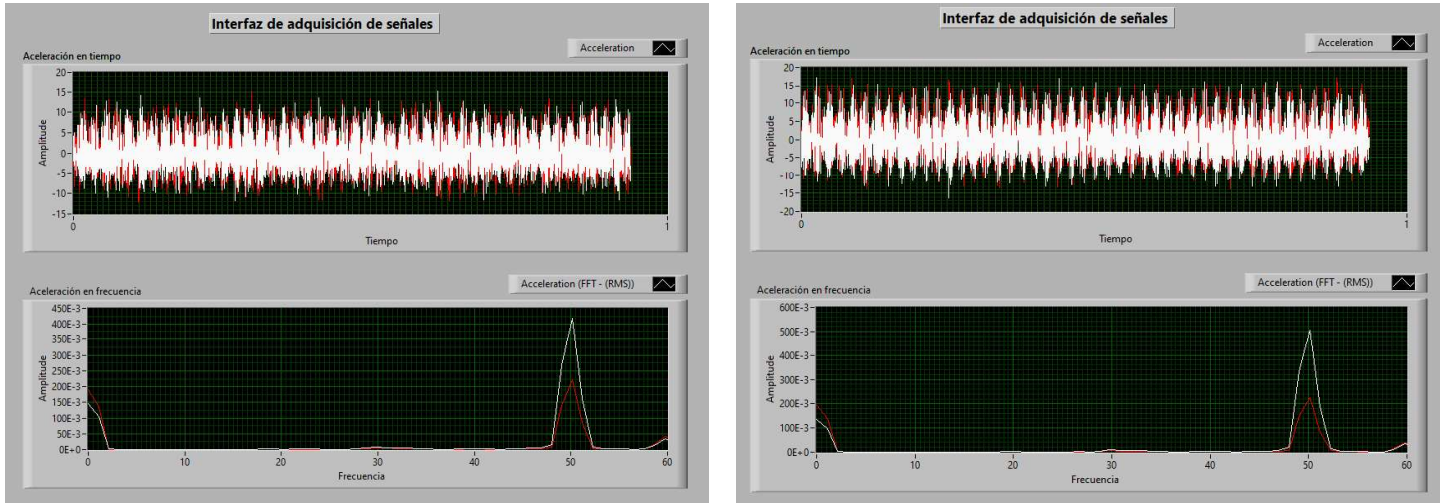 Interfaz de adquisición de señales
Acceleration
Aceleración en tiempo
Amplitude
20
15
10
5
0
-5
-10
-15
0
1
Tiempo
Acceleration (FFT - (RMS))
Aceleración en frecuencia
Amplitude
450E-3
400E-3
350E-3
300E-3
250E-3
200E-3
150E-3
100E-3
50E-3
0E+0
0 10 20 30 40 50 60
Frecuencia
Interfaz de adquisición de señales
Acceleration
Aceleración en tiempo
Amplitude
20
15
10
5
0
-5
-10
-15
-20
0
1
Tiempo
Acceleration (FFT - (RMS))
Aceleración en frecuencia
Amplitude
600E-3
500E-3
400E-3
300E-3
200E-3
100E-3
0E+0
0 10 20 30 40 50 60
Frecuencia